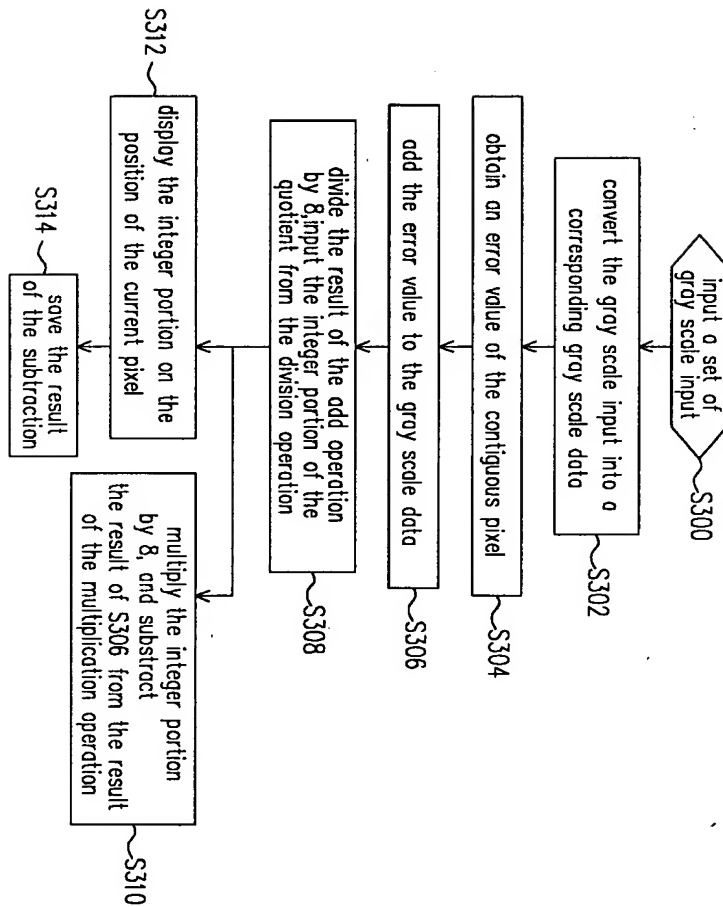 input a set of
gray scale input
S300
convert the gray scale input into a
corresponding gray scale data
S302
obtain an error value of the contiguous pixel
S304
add the error value to the gray scale data
S306
divide the result of the add operation
by 8,input the integer portion of the
quotient from the division operation
S308
S312
display the integer portion on the
position of the current pixel
multiply the integer portion
by 8, and substract
the result of S306 from the result
of the multiplication operation
S310
S314
save the result
of the subtraction